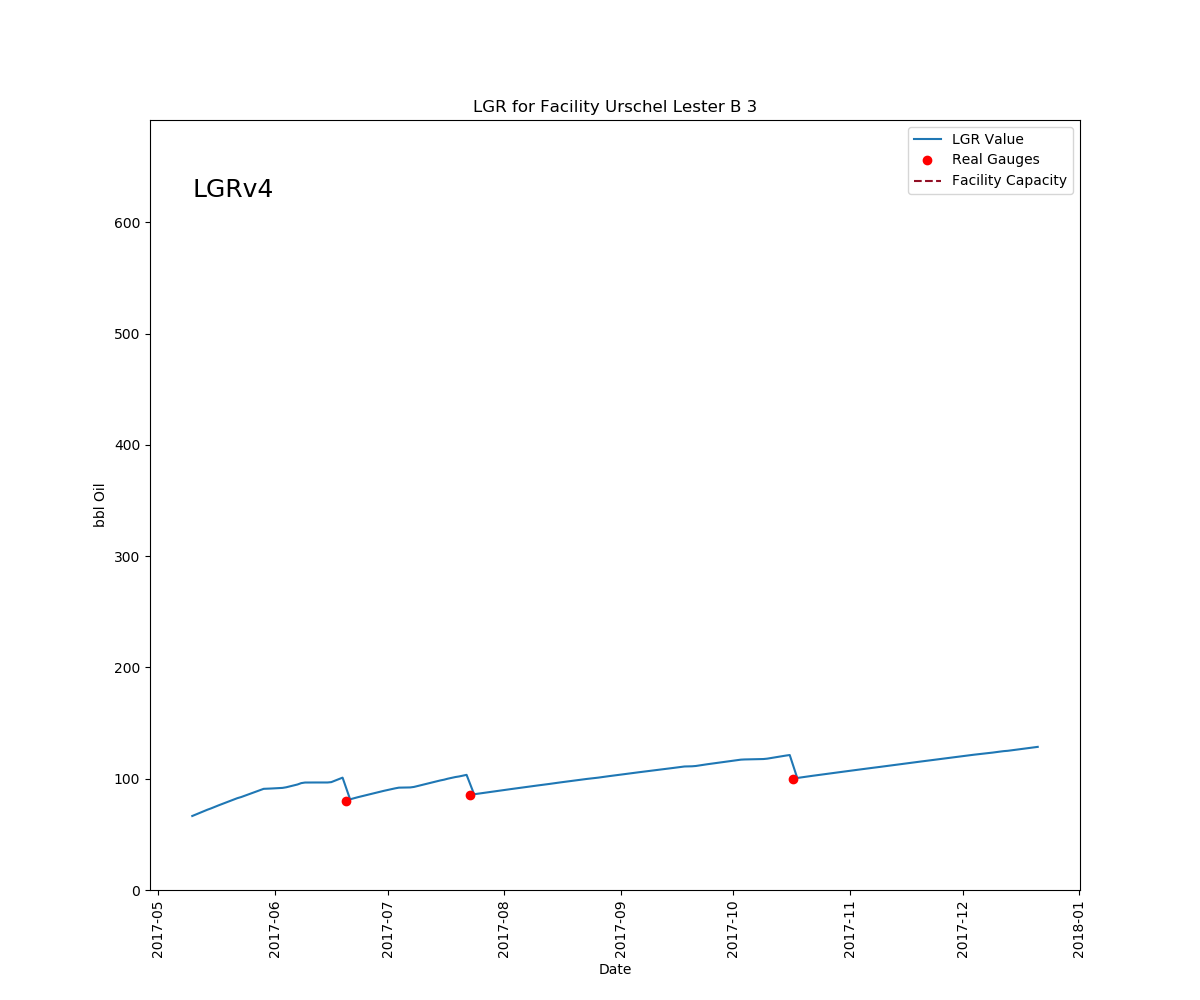 LGR for Facility Urschel Lester B 3
LGRv4
LGR Value
Real Gauges
Facility Capacity
600
500
400
300
200
100
0
bbl Oil
2017-05
2017-06
2017-07
2017-08
2017-09
2017-10
2017-11
2017-12
2018-01
Date